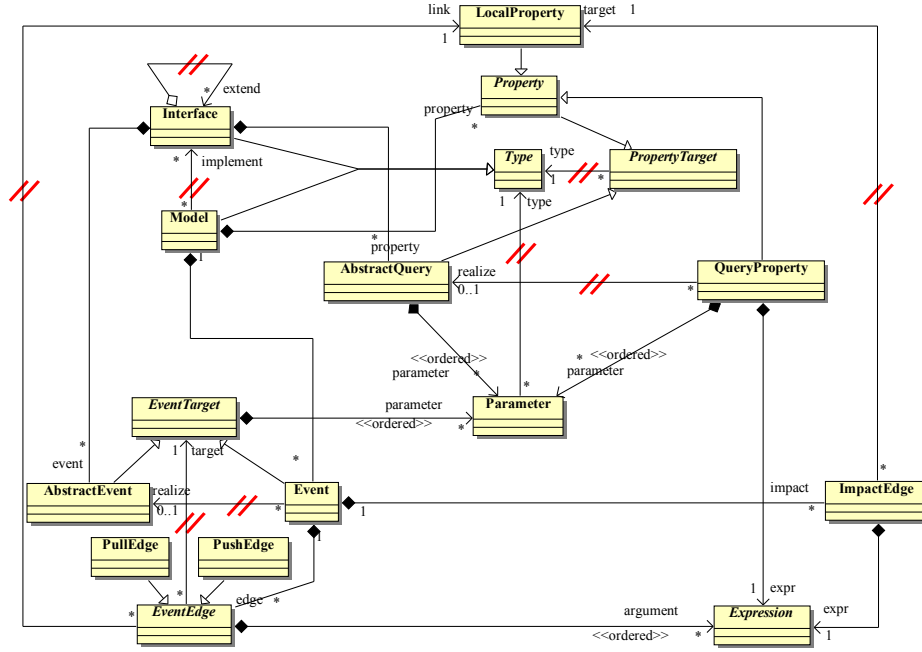 link
LocalProperty
target 1
1
extend
*
Property
property
*
Interface
implement
*
Type
type
1
*
PropertyTarget
1
type
*
Model
1
*
property
AbstractQuery
realize
0..1
*
QueryProperty
<<ordered>>
parameter
*
*
<<ordered>>
parameter
*
Parameter
EventTarget
parameter
<<ordered>>
*
1
target
*
event
*
AbstractEvent
realize
0..1
*
Event
1
impact
*
*
ImpactEdge
1
PullEdge
PushEdge
edge
*
*
*
EventEdge
argument
<<ordered>>
*
1
expr
Expression
expr
1